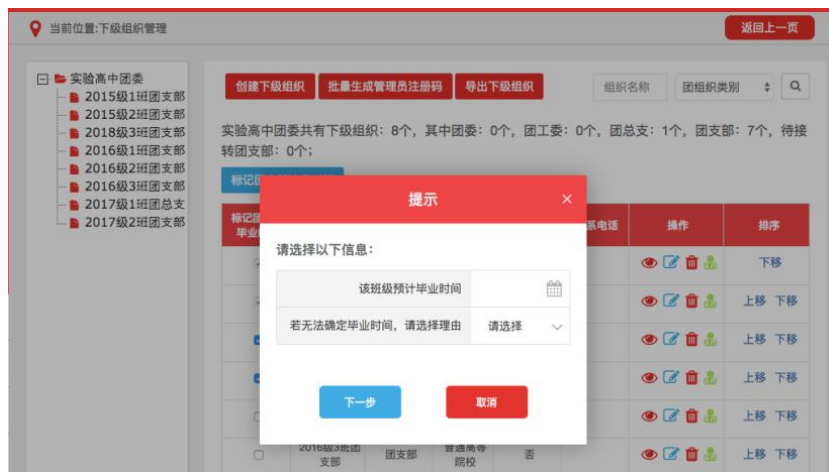 当前位置:下级组织管理
返回上一页
实验高中团委
2015级1班团支部
2015级2班团支部
2018级3班团支部
2016级1班团支部
2016级2班团支部
2016级3班团支部
2017级1班团总支
2017级2班团支部
创建下级组织 批量生成管理员注册码 导出下级组织 组织名称 团组织类别
实验高中团委共有下级组织：8个，其中团委：0个，团工委：0个，团总支：1个，团支部：7个，待接
转团支部：0个；
标记团
提示
标记团
毕业
系电话 操作 排序
请选择以下信息：
下移
该班级预计毕业时间
上移 下移
若无法确定毕业时间，请选择理由 请选择
上移 下移
上移 下移
下一步 取消
上移 下移
2016级3班团
支部
团支部
普通高等
院校
否
上移 下移